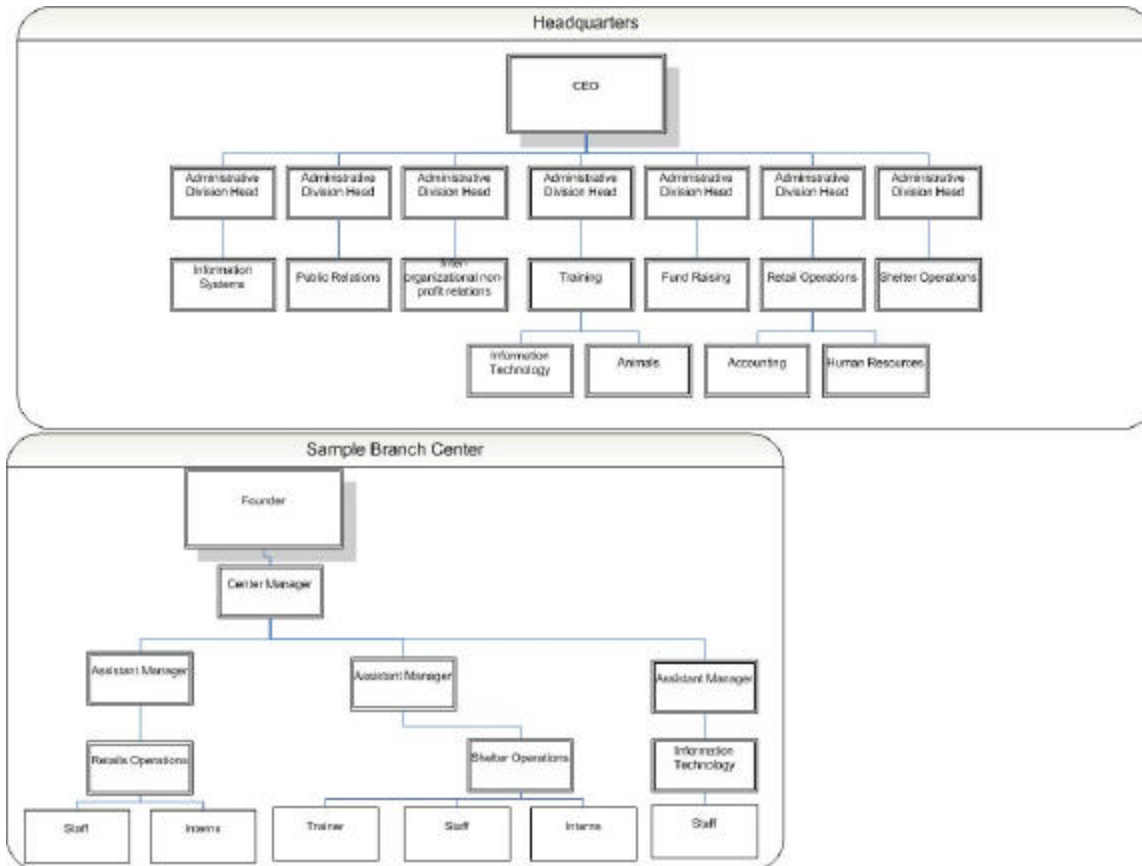 Headquarters
CEO
Administrative
Division Head
Administrative
Division Head
Administrative
Division Head
Administrative
Division Head
Administrative
Division Head
Administrative
Division Head
Administrative
Division Head
Information
Systems
Public Relations
Inter-
organizational non-
profit relations
Training
Fund Raising
Retail Operations
Shelter Operations
Information
Technology
Animals
Accounting
Human Resources
Sample Branch Center
Founder
Center Manager
Assistant Manager
Assistant Manager
Assistant Manager
Retails Operations
Shelter Operations
Information
Technology
Staff
Interns
Trainer
Staff
Interns
Staff